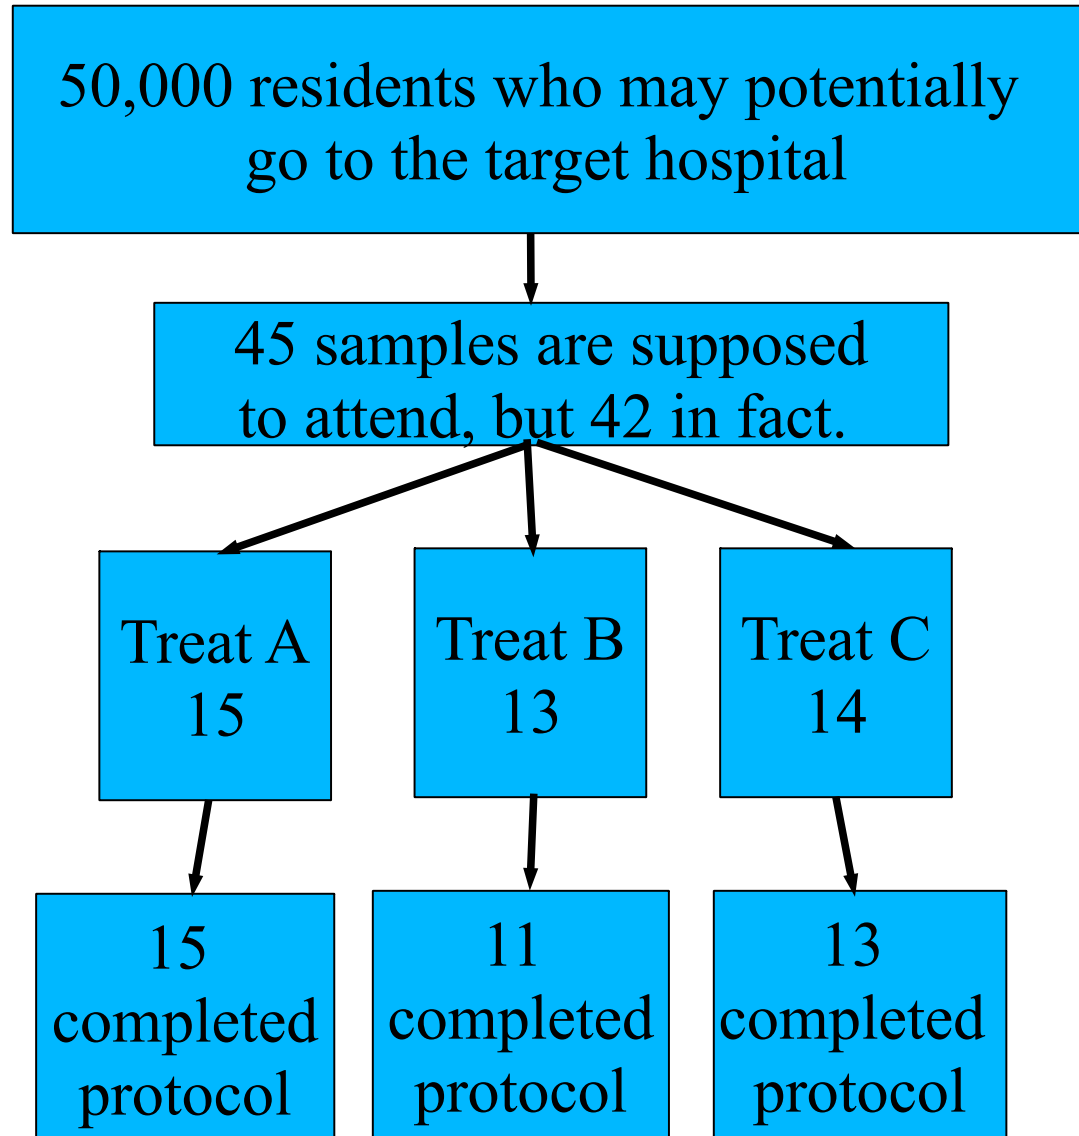 50,000 residents who may potentially
go to the target hospital
45 samples are supposed
to attend, but 42 in fact.
Treat A
15
Treat B
13
Treat C
14
15
completed
protocol
11
completed
protocol
13
completed
protocol